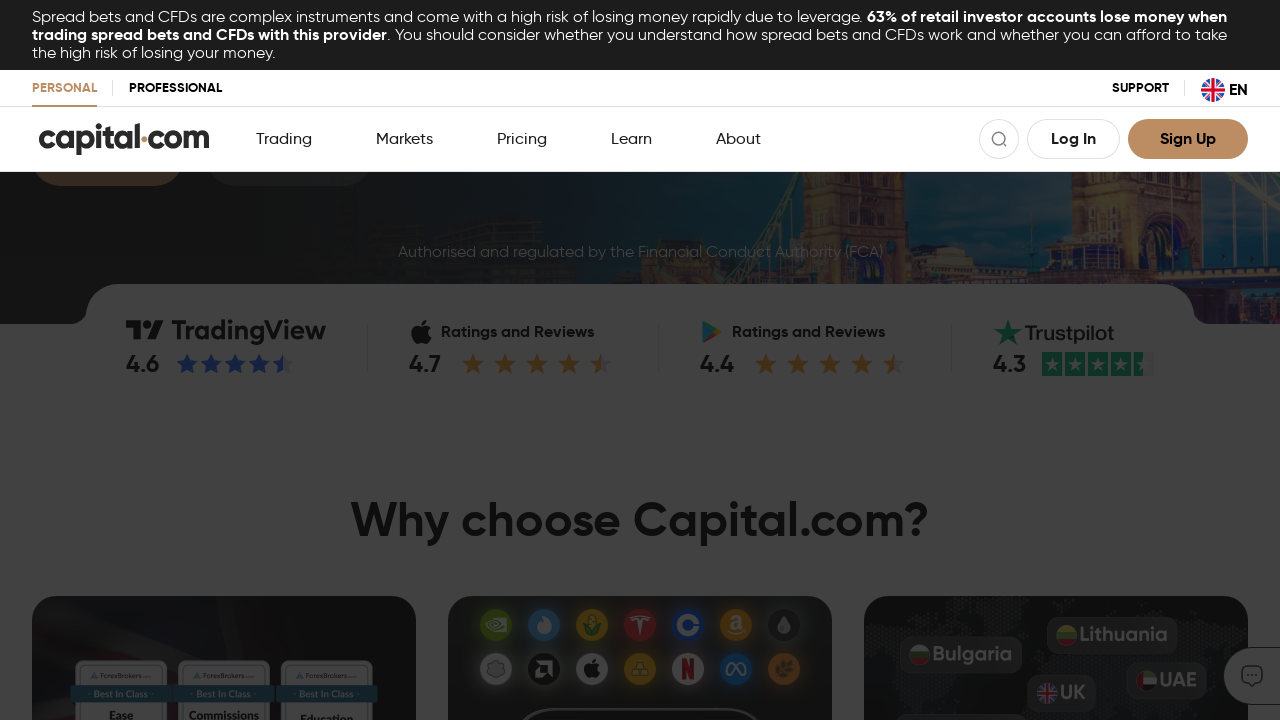 Spread bets and CFDs are complex instruments and come with a high risk of losing money rapidly due to leverage. 63% of retail investor accounts lose money when
trading spread bets and CFDs with this provider. You should consider whether you understand how spread bets and CFDs work and whether you can afford to take
the high risk of losing your money.
PERSONAL PROFESSIONAL SUPPORT EN
capital.com Trading Markets Pricing Learn About Log In Sign Up
Authorised and regulated by the Financial Conduct Authority (FCA)
TradingView Ratings and Reviews Ratings and Reviews Trustpilot
4.6 4.7 4.4 4.3
Why choose Capital.com?
Bulgaria Lithuania
UK UAE
ForexBrokers.com ForexBrokers.com ForexBrokers.com
Best In Class Best In Class Best In Class
Ease Commissions Education